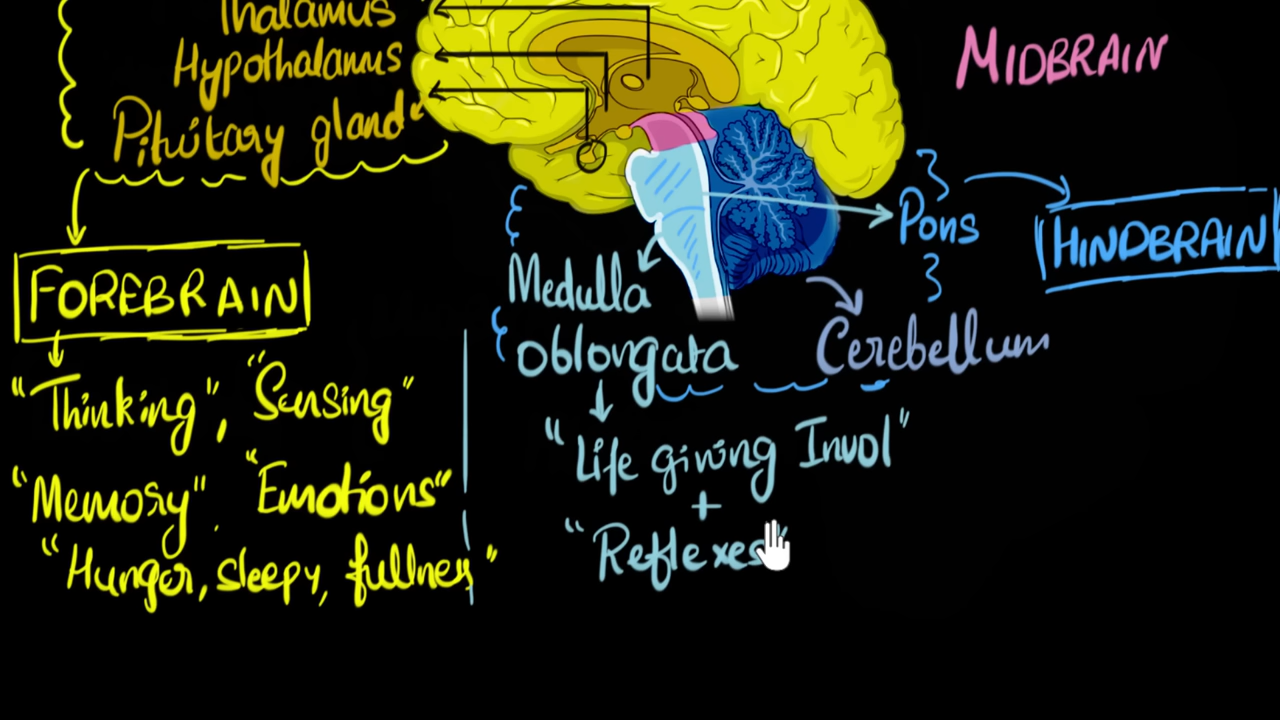 Thalamus
Hypothalamus
Pituitary gland
MIDBRAIN
Pons
HINDBRAIN
FOREBRAIN
Medulla
oblongata
Cerebellum
"Thinking", "Sensing"
"Life giving Invol"
+
"Memory". "Emotions"
"Reflexes"
"Hunger, sleepy, fullness"